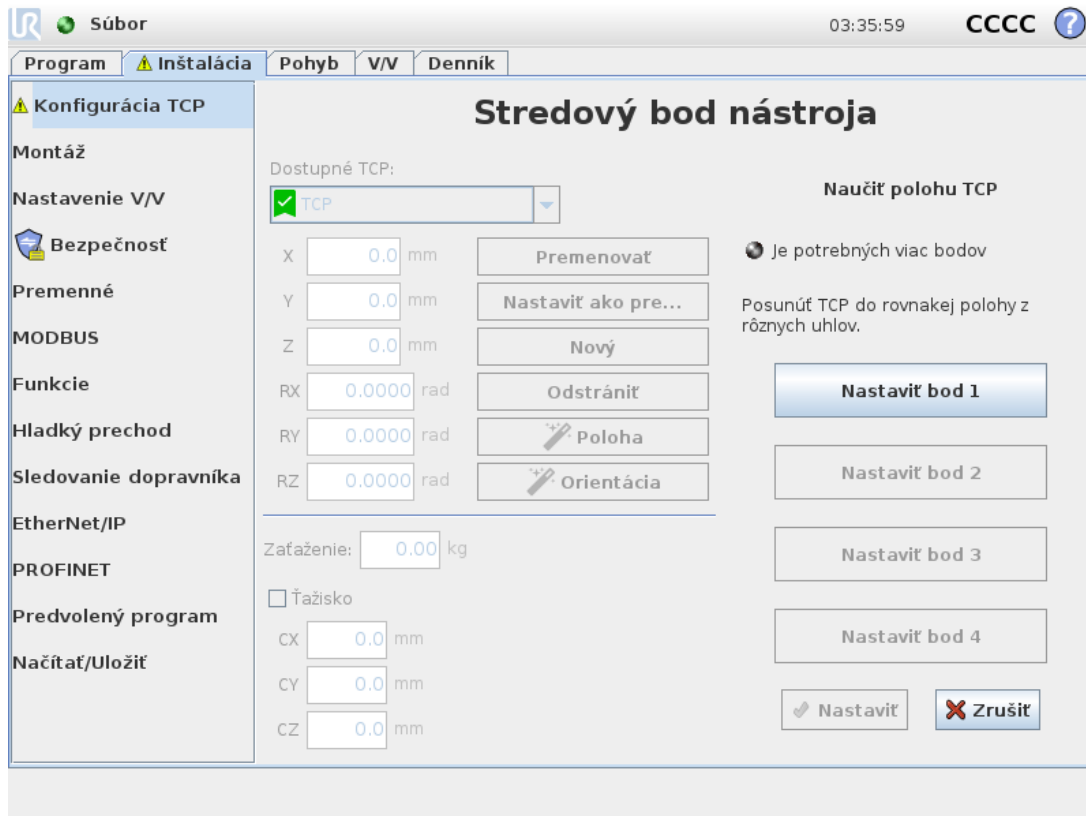 UR Súbor 03:35:59 CCCC ?
Program Inštalácia Pohyb V/V Denník
Konfigurácia TCP
Montáž
Nastavenie V/V
Bezpečnosť
Premenné
MODBUS
Funkcie
Hladký prechod
Sledovanie dopravníka
EtherNet/IP
PROFINET
Predvolený program
Načítať/Uložiť
Stredový bod nástroja
Dostupné TCP:
TCP
X 0.0 mm Premenovať
Y 0.0 mm Nastaviť ako pre...
Z 0.0 mm Nový
RX 0.0000 rad Odstrániť
RY 0.0000 rad Poloha
RZ 0.0000 rad Orientácia
Zaťaženie: 0.00 kg
Ťažisko
CX 0.0 mm
CY 0.0 mm
CZ 0.0 mm
Naučiť polohu TCP
Je potrebných viac bodov
Posunúť TCP do rovnakej polohy z
rôznych uhlov.
Nastaviť bod 1
Nastaviť bod 2
Nastaviť bod 3
Nastaviť bod 4
Nastaviť Zrušiť